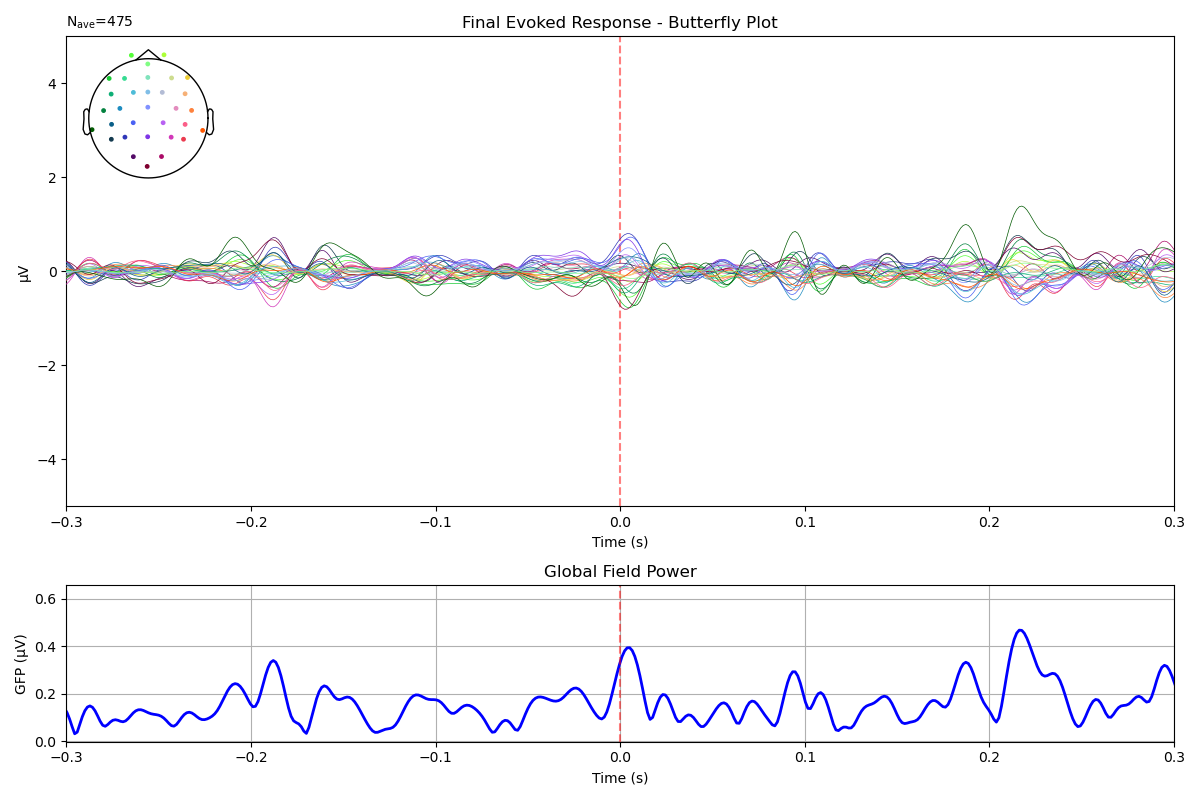 N_ave=475
Final Evoked Response - Butterfly Plot
4
2
0
−2
−4
µV
−0.3 −0.2 −0.1 0.0 0.1 0.2 0.3
Time (s)
Global Field Power
0.6
0.4
0.2
0.0
GFP (µV)
−0.3 −0.2 −0.1 0.0 0.1 0.2 0.3
Time (s)